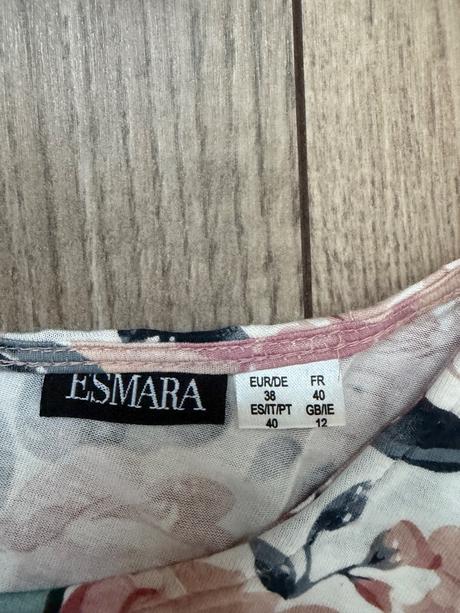 ESMARA
EUR/DE FR
38 40
ES/IT/PT GB/IE
40 12